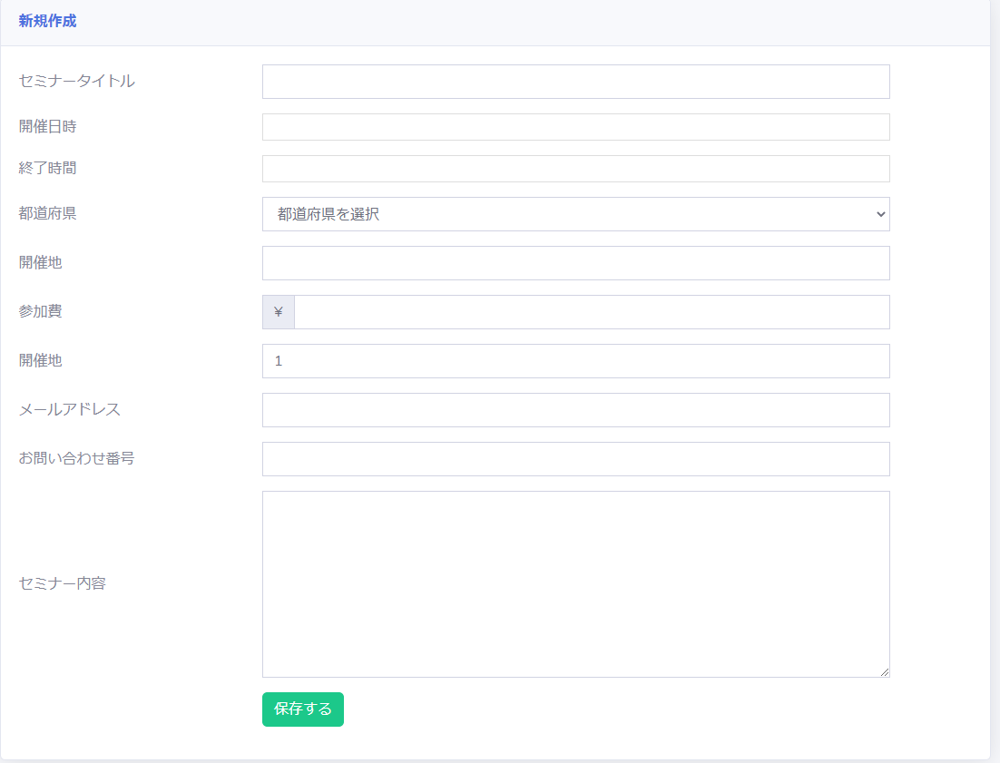 新規作成
セミナータイトル
開催日時
終了時間
都道府県
都道府県を選択
開催地
参加費
¥
開催地
1
メールアドレス
お問い合わせ番号
セミナー内容
保存する